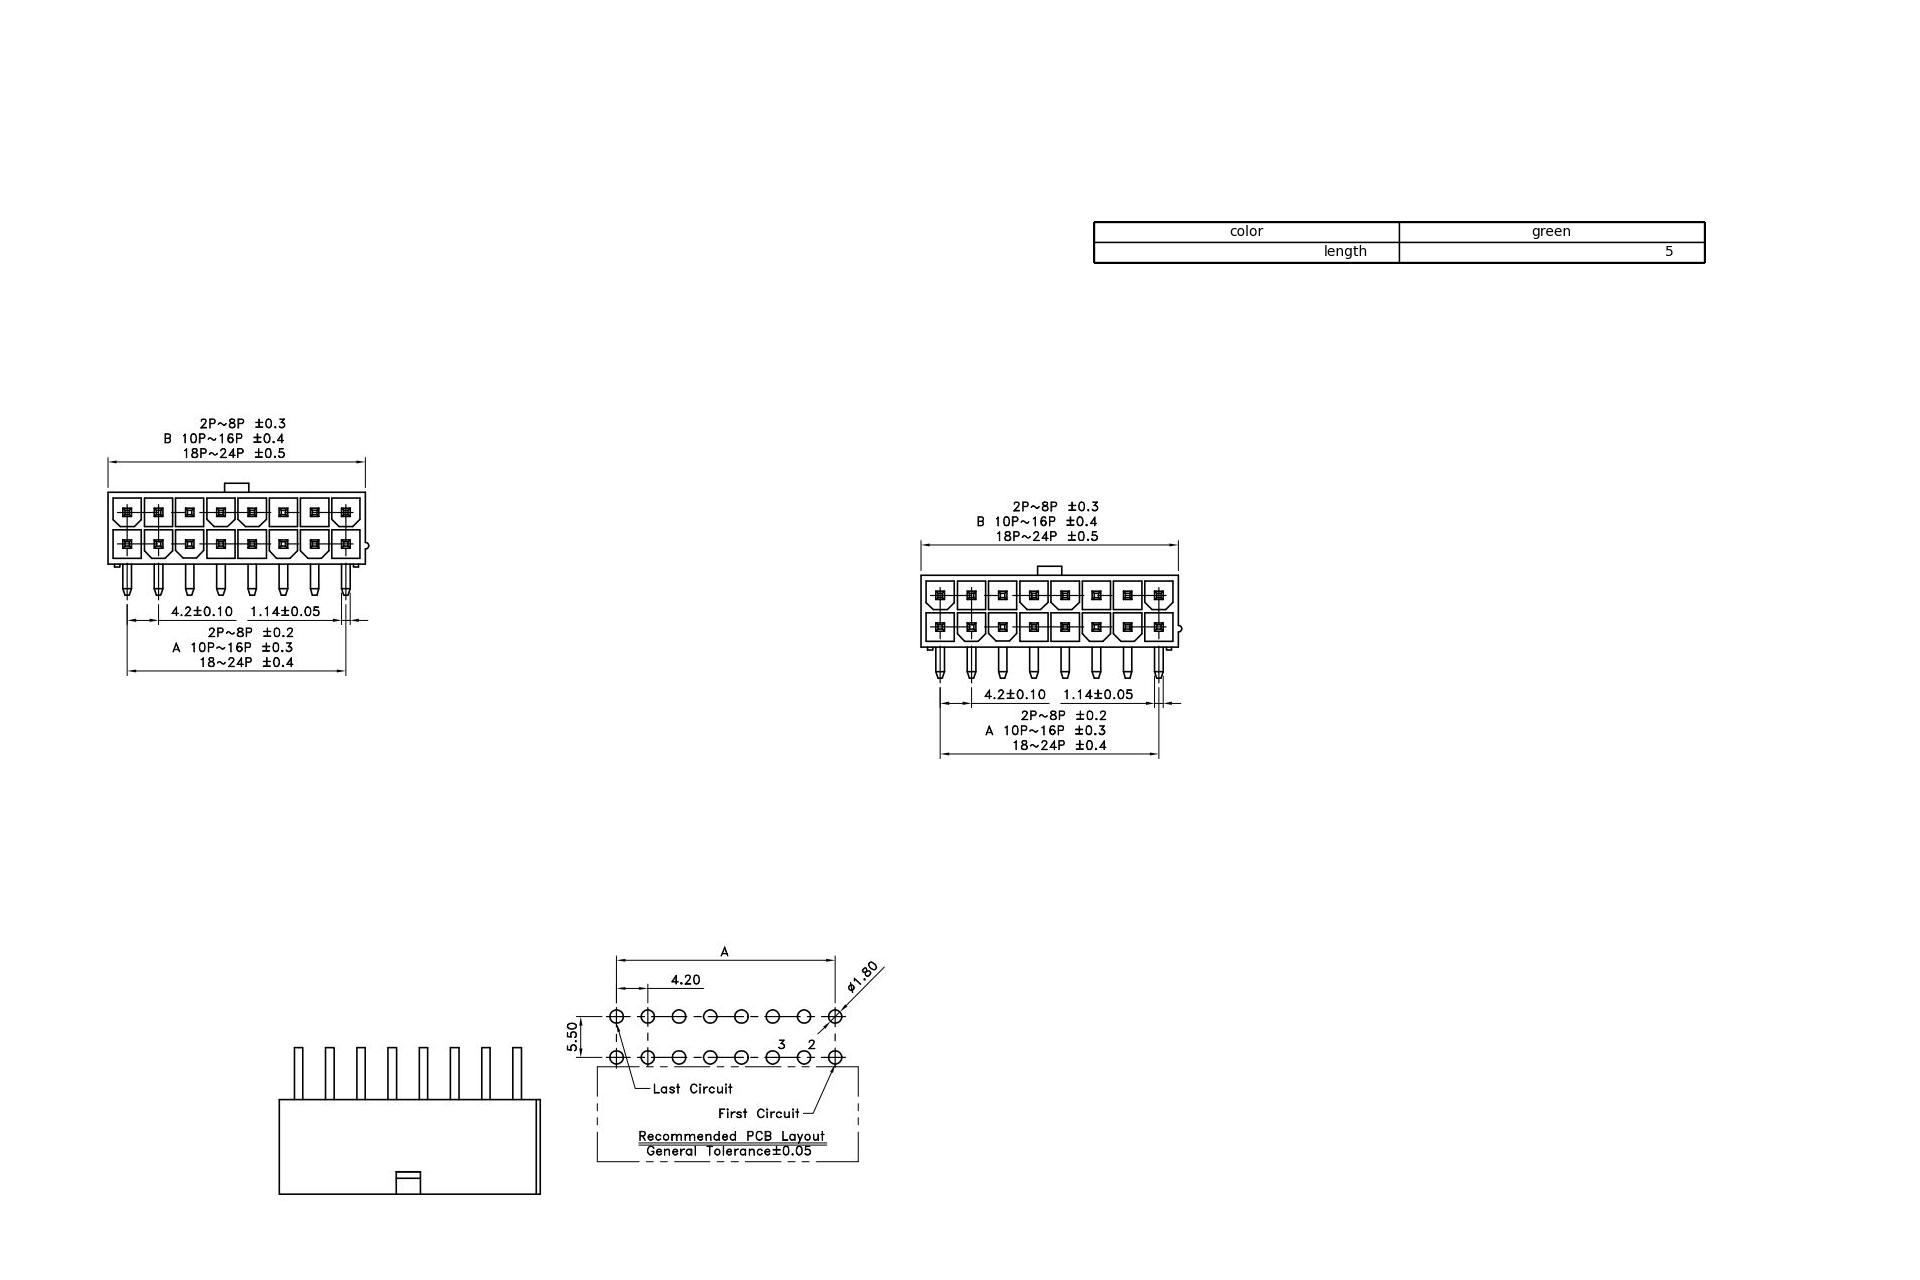 color green
length 5
2P~8P ±0.3
B 10P~16P ±0.4
18P~24P ±0.5
4.2±0.10 1.14±0.05
2P~8P ±0.2
A 10P~16P ±0.3
18~24P ±0.4
2P~8P ±0.3
B 10P~16P ±0.4
18P~24P ±0.5
4.2±0.10 1.14±0.05
2P~8P ±0.2
A 10P~16P ±0.3
18~24P ±0.4
A
4.20
ø1.80
5.50
3 2
Last Circuit
First Circuit
Recommended PCB Layout
General Tolerance±0.05